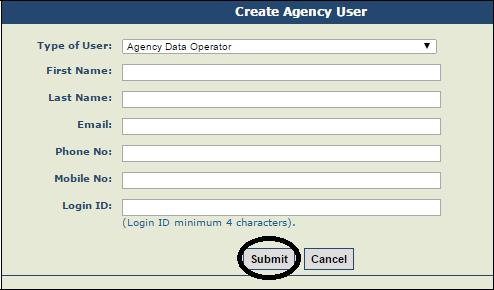 Create Agency User
Type of User: Agency Data Operator
First Name:
Last Name:
Email:
Phone No:
Mobile No:
Login ID:
(Login ID minimum 4 characters).
Submit Cancel